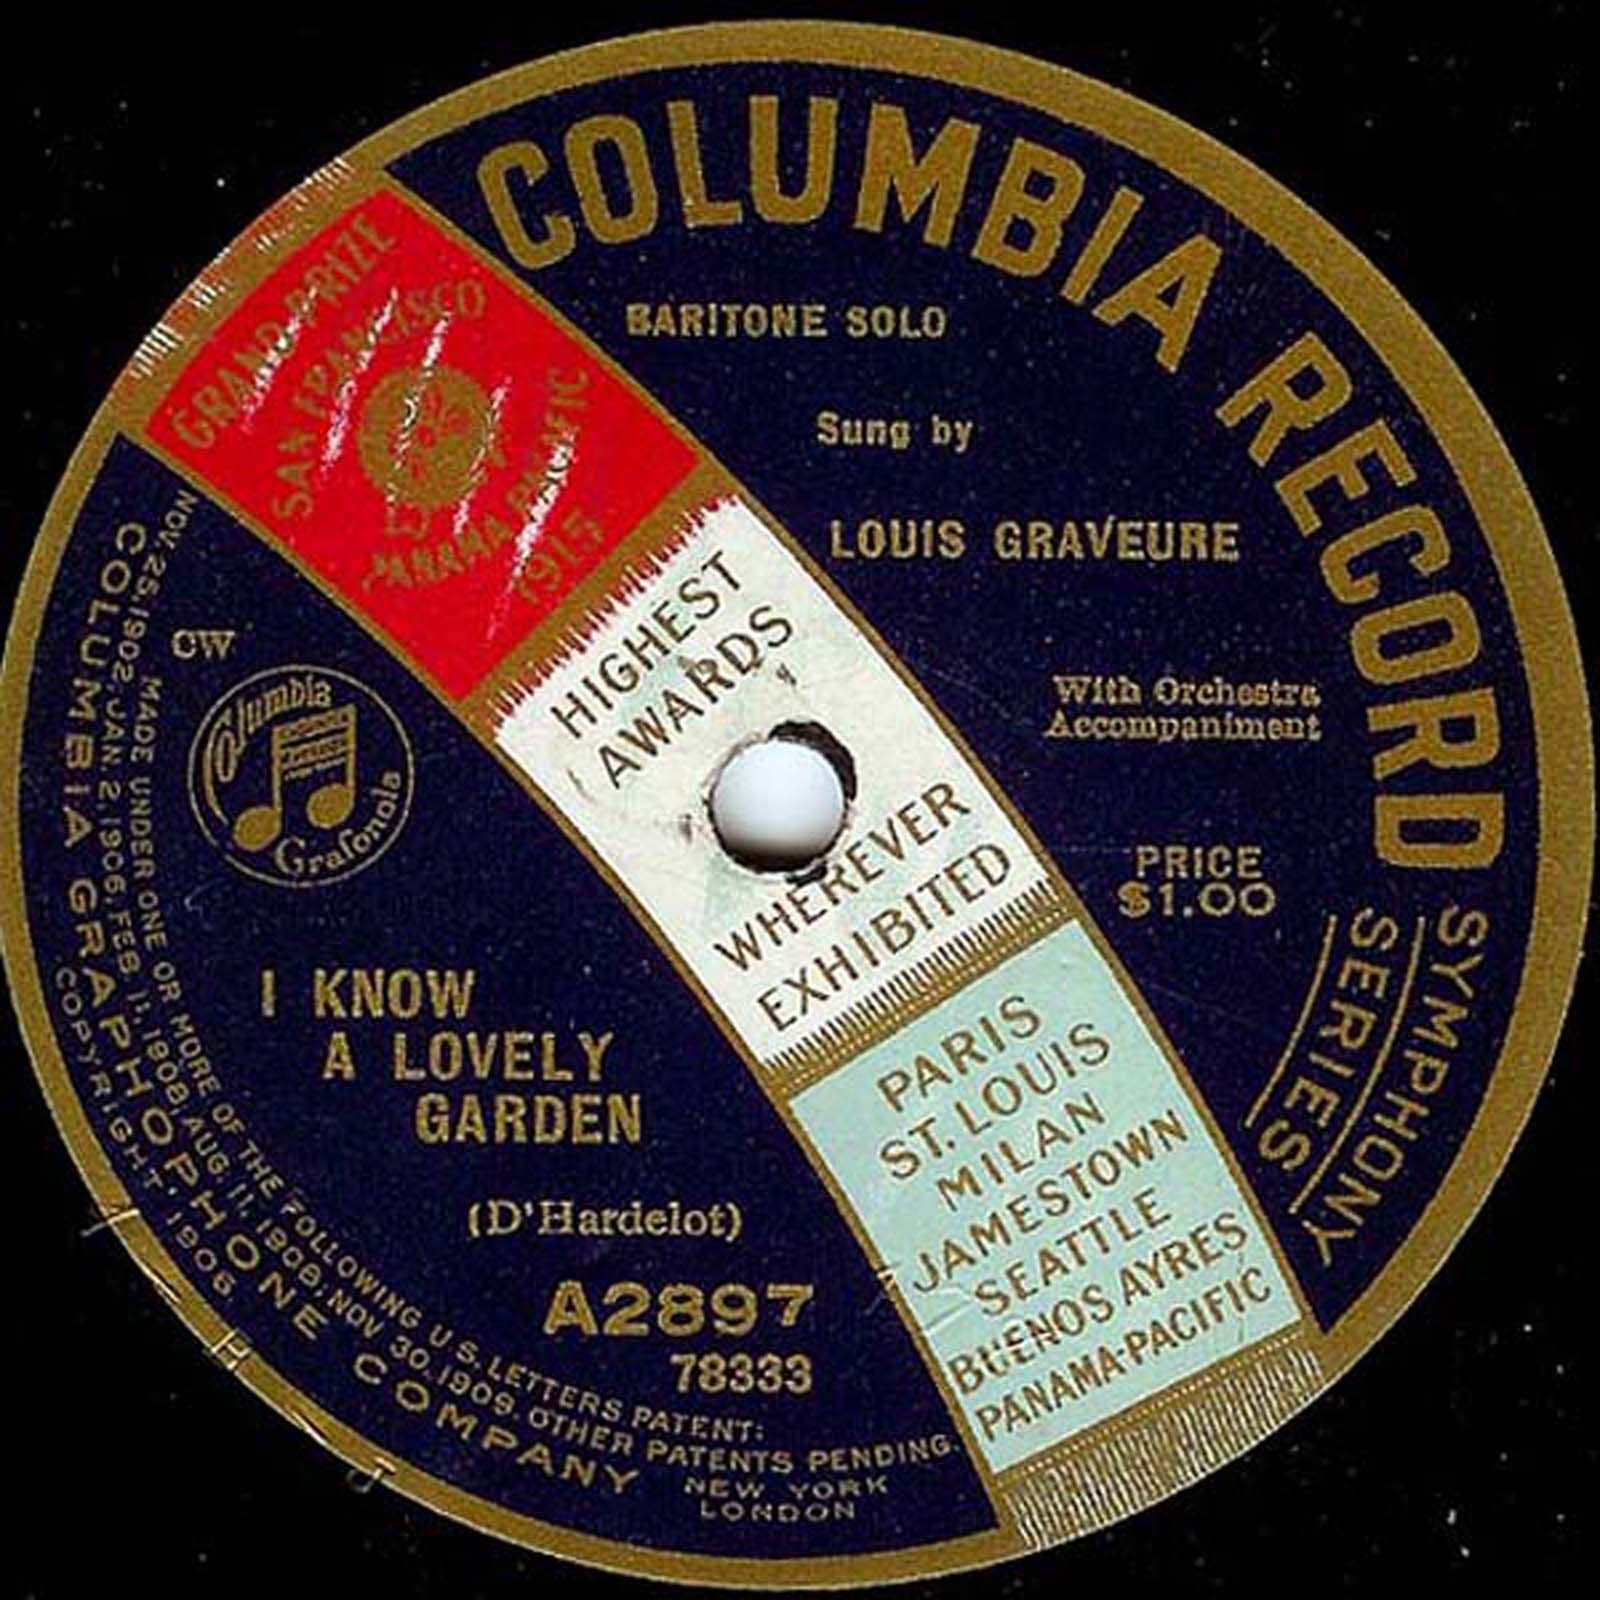 COLUMBIA RECORD
SYMPHONY
SERIES
BARITONE SOLO
Sung by
LOUIS GRAVEURE
With Orchestra
Accompaniment
PRICE
$1.00
GRAND PRIZE
SAN FRANCISCO
PANAMA PACIFIC
1915
HIGHEST
AWARDS
WHEREVER
EXHIBITED
PARIS
ST. LOUIS
MILAN
JAMESTOWN
SEATTLE
BUENOS AYRES
PANAMA-PACIFIC
CW
Columbia
Grafonola
I KNOW
A LOVELY
GARDEN
(D'Hardelot)
A2897
78333
MADE UNDER ONE OR MORE OF THE FOLLOWING U.S. LETTERS PATENT:
NOV. 25, 1902, JAN. 2, 1906, FEB. 11, 1908, AUG. 11, 1908, NOV. 30, 1909. OTHER PATENTS PENDING.
COLUMBIA GRAPHOPHONE COMPANY
NEW YORK
LONDON
COPYRIGHT, 1906